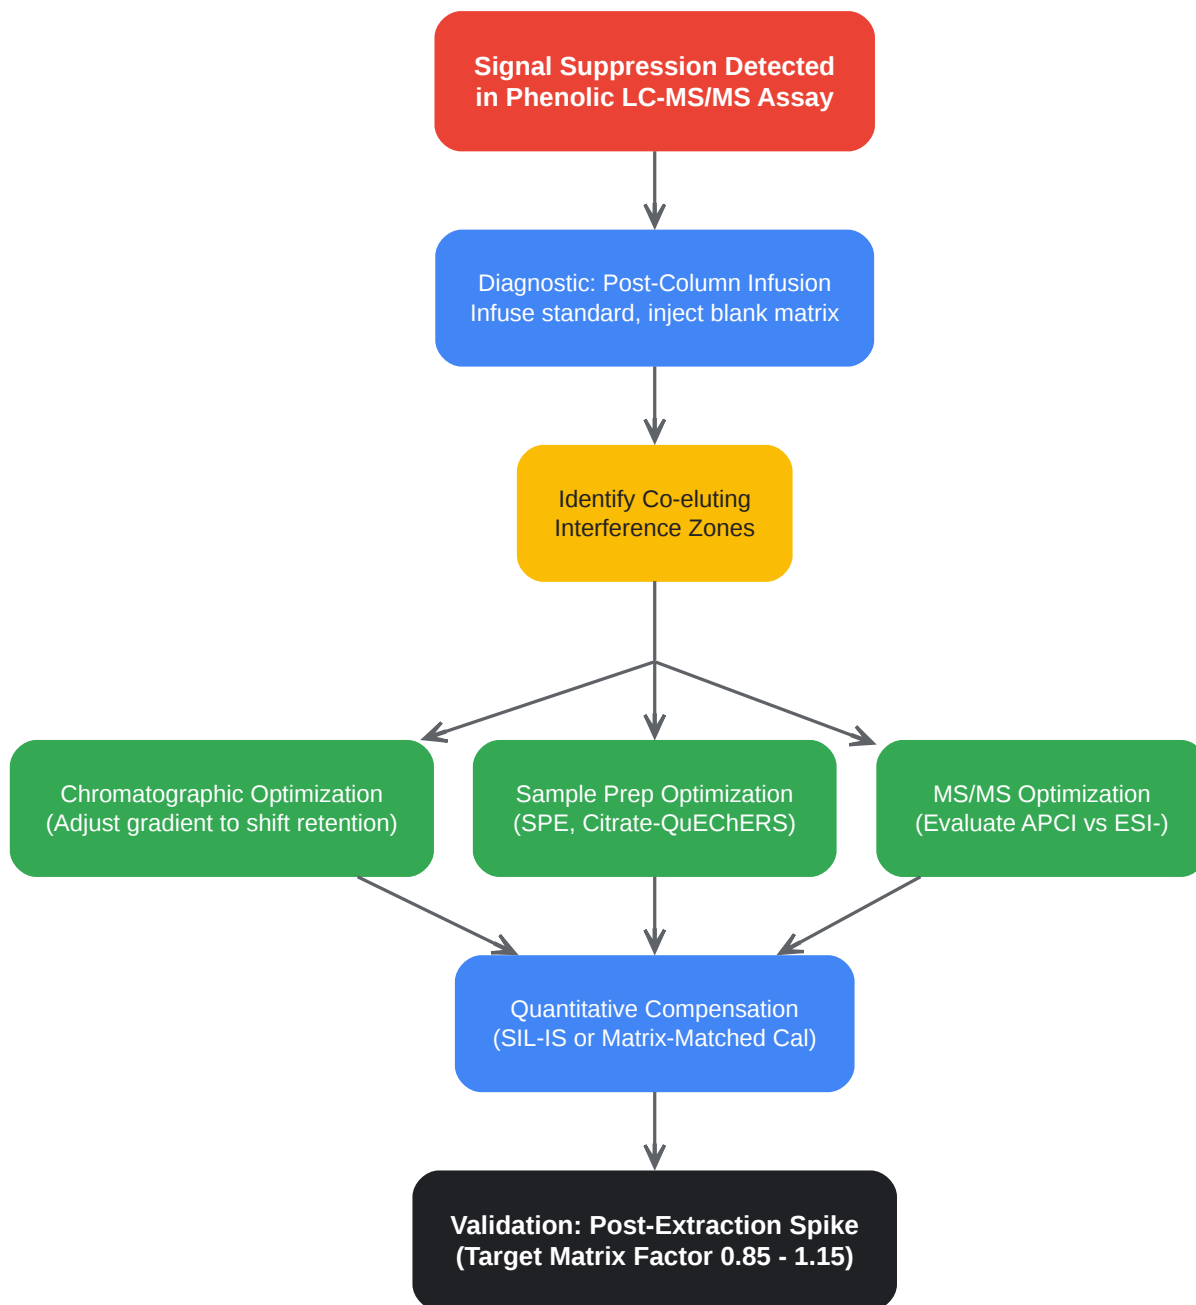 Signal Suppression Detected
in Phenolic LC-MS/MS Assay
Diagnostic: Post-Column Infusion
Infuse standard, inject blank matrix
Identify Co-eluting
Interference Zones
Chromatographic Optimization
(Adjust gradient to shift retention)
Sample Prep Optimization
(SPE, Citrate-QuEChERS)
MS/MS Optimization
(Evaluate APCI vs ESI-)
Quantitative Compensation
(SIL-IS or Matrix-Matched Cal)
Validation: Post-Extraction Spike
(Target Matrix Factor 0.85 - 1.15)